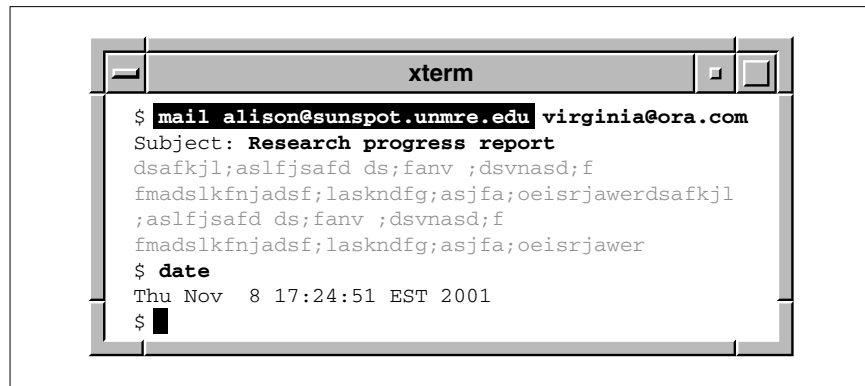 xterm
$ mail alison@sunspot.unmre.edu virginia@ora.com
Subject: Research progress report
dsafkjl;aslfjsafd ds;fanv ;dsvnasd;f
fmadslkfnjadsf;laskndfg;asjfa;oeisrjawerdsafkjl
;aslfjsafd ds;fanv ;dsvnasd;f
fmadslkfnjadsf;laskndfg;asjfa;oeisrjawer
$ date
Thu Nov  8 17:24:51 EST 2001
$